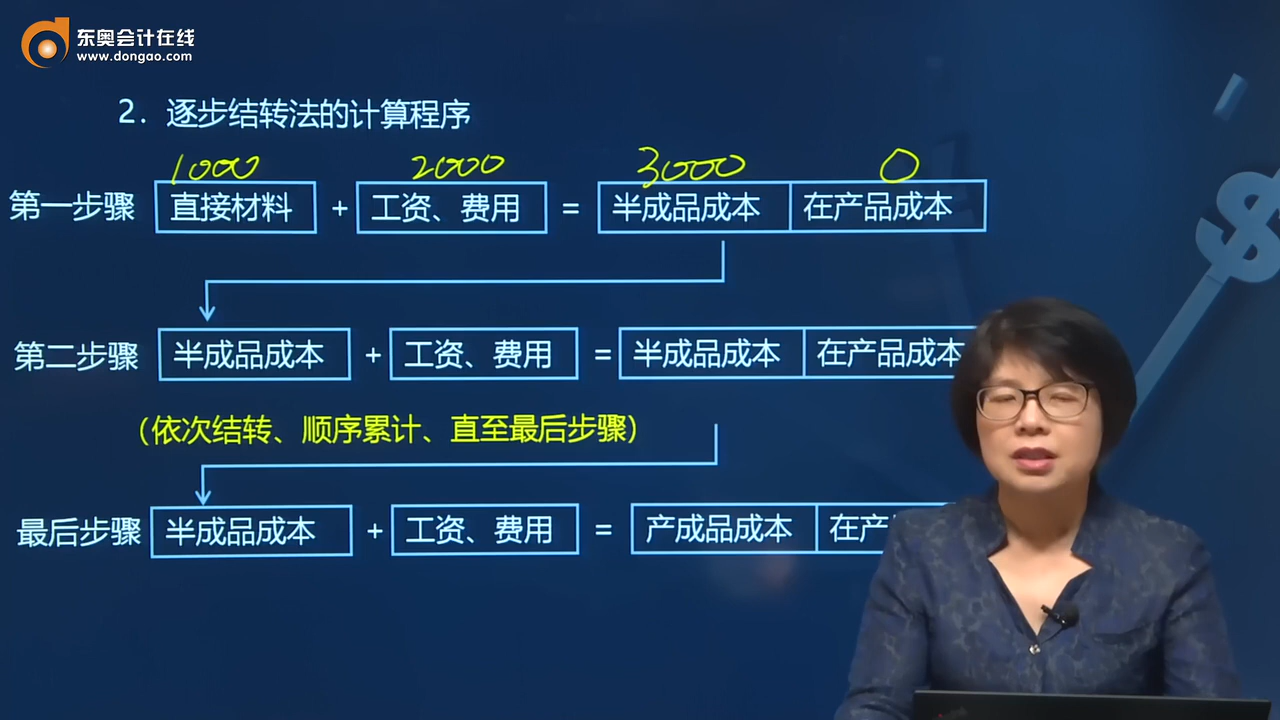 东奥会计在线
www.dongao.com
2. 逐步结转法的计算程序
1000 2000 3000 0
第一步骤 直接材料 + 工资、费用 = 半成品成本 在产品成本
第二步骤 半成品成本 + 工资、费用 = 半成品成本 在产品成本
（依次结转、顺序累计、直至最后步骤）
最后步骤 半成品成本 + 工资、费用 = 产成品成本 在产